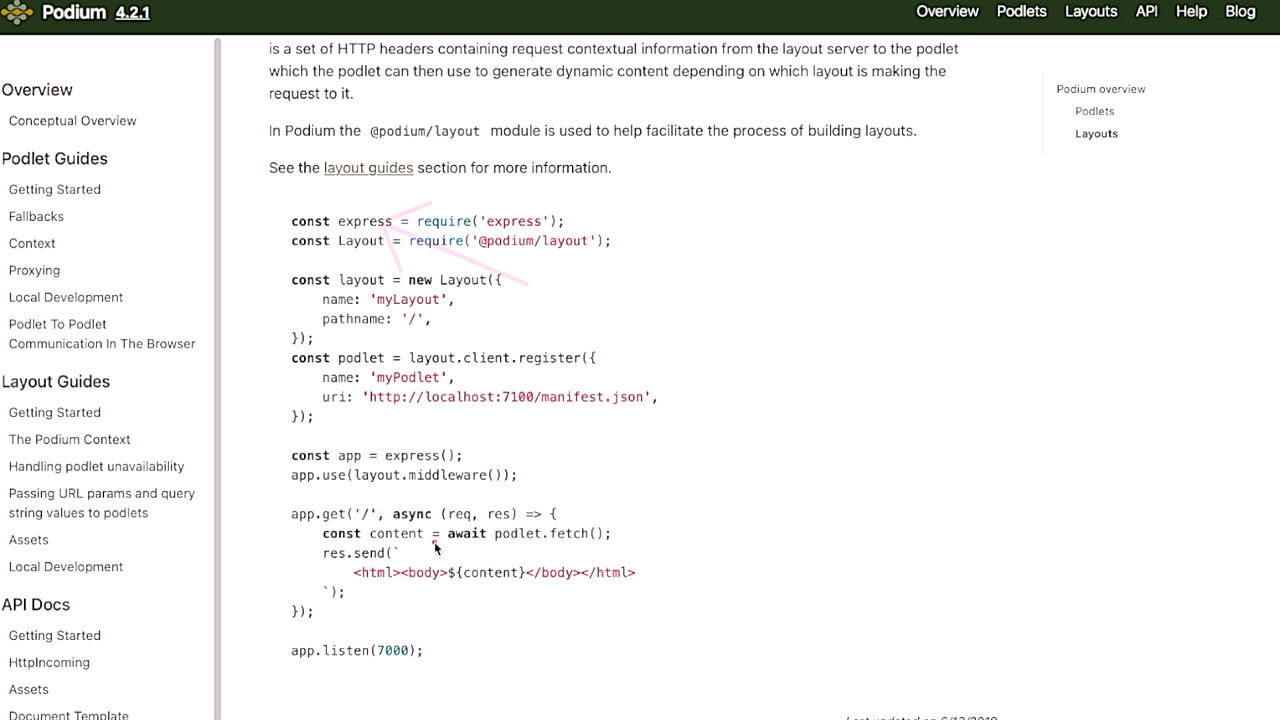 Podium 4.2.1
Overview Podlets Layouts API Help Blog
Overview
Conceptual Overview
Podlet Guides
Getting Started
Fallbacks
Context
Proxying
Local Development
Podlet To Podlet
Communication In The Browser
Layout Guides
Getting Started
The Podium Context
Handling podlet unavailability
Passing URL params and query
string values to podlets
Assets
Local Development
API Docs
Getting Started
HttpIncoming
Assets
Document Template
is a set of HTTP headers containing request contextual information from the layout server to the podlet
which the podlet can then use to generate dynamic content depending on which layout is making the
request to it.
In Podium the @podium/layout module is used to help facilitate the process of building layouts.
See the layout guides section for more information.
const express = require('express');
const Layout = require('@podium/layout');
const layout = new Layout({
    name: 'myLayout',
    pathname: '/',
});
const podlet = layout.client.register({
    name: 'myPodlet',
    uri: 'http://localhost:7100/manifest.json',
});
const app = express();
app.use(layout.middleware());
app.get('/', async (req, res) => {
    const content = await podlet.fetch();
    res.send(`
        <html><body>${content}</body></html>
    `);
});
app.listen(7000);
Last updated on 6/13/2019
Podium overview
Podlets
Layouts